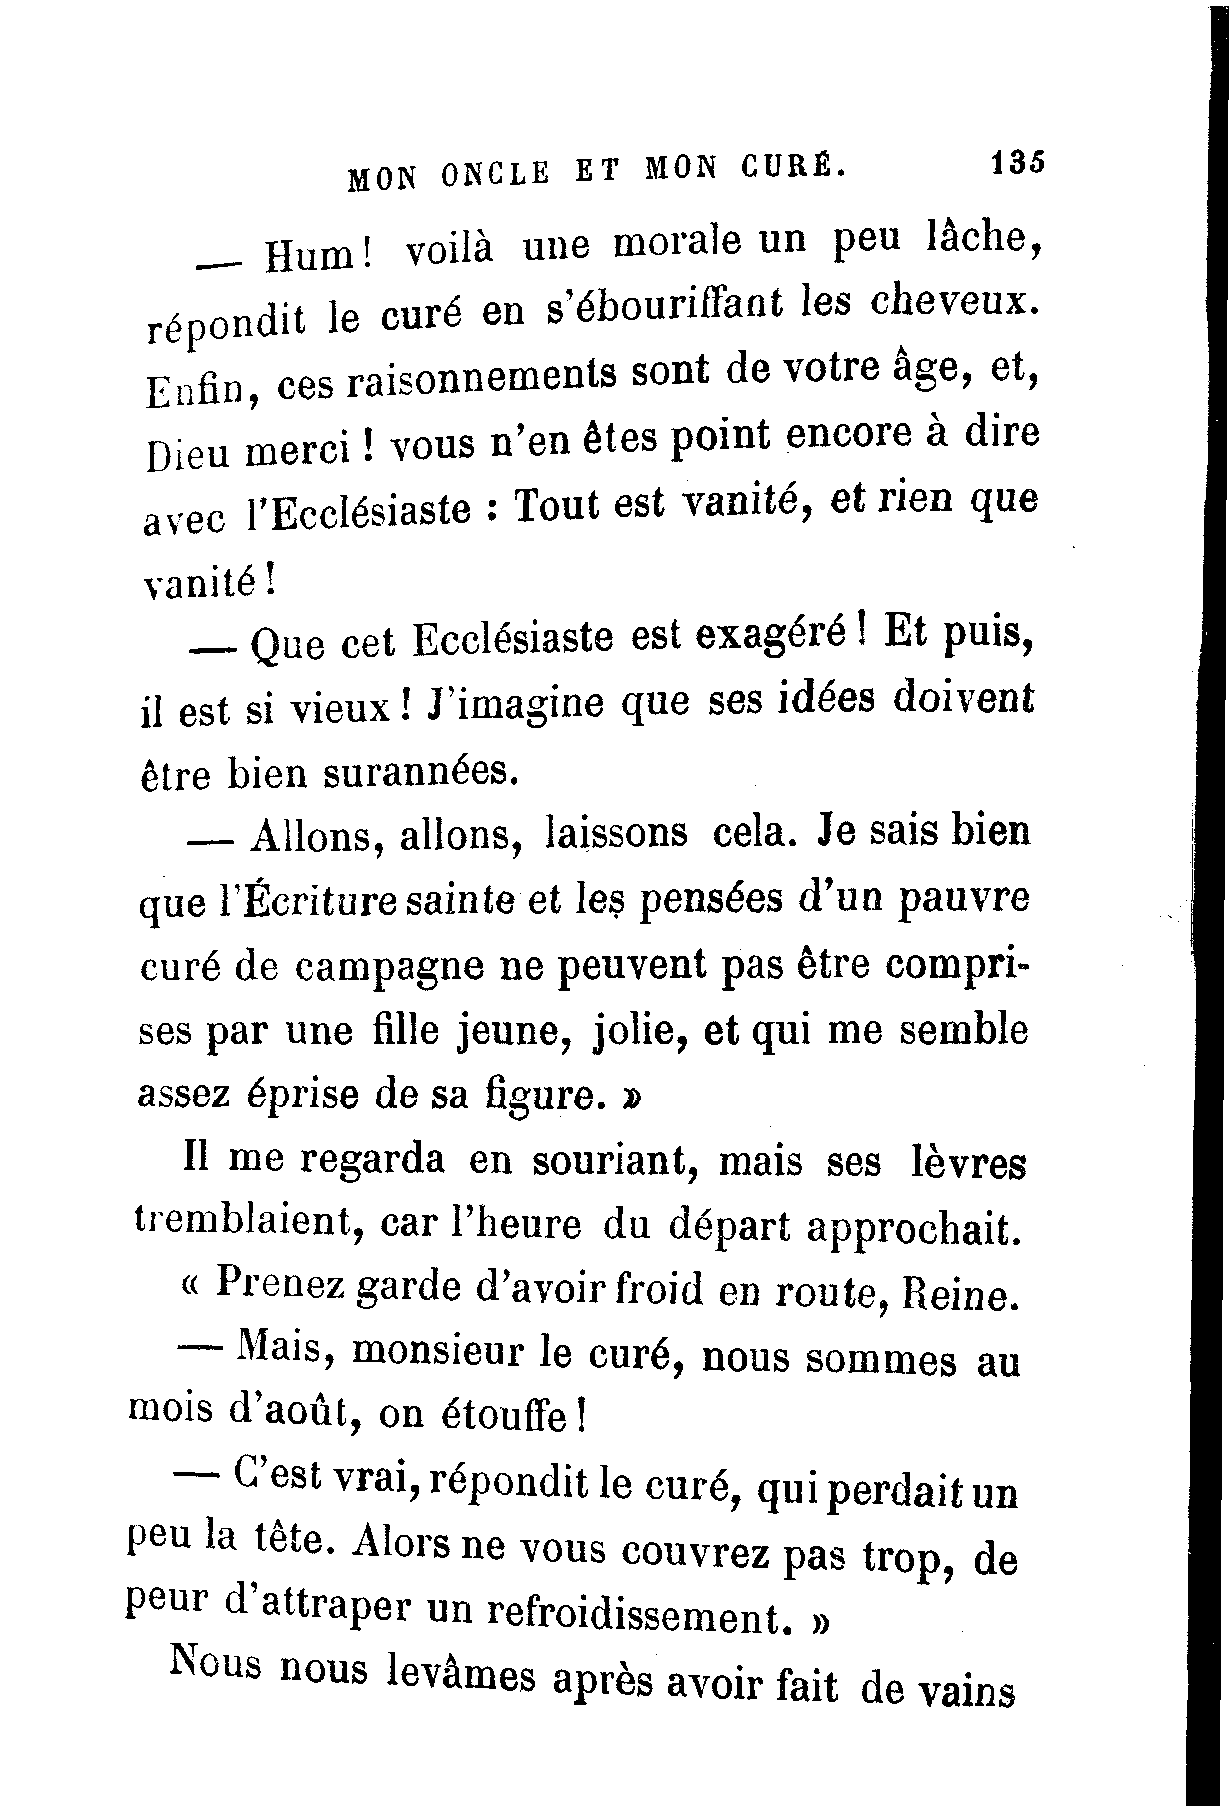 MON ONCLE ET MON CURÉ. 135
— Hum! voilà une morale un peu lâche,
répondit le curé en s'ébouriffant les cheveux.
Enfin, ces raisonnements sont de votre âge, et,
Dieu merci ! vous n'en êtes point encore à dire
avec l'Ecclésiaste : Tout est vanité, et rien que
vanité !
— Que cet Ecclésiaste est exagéré ! Et puis,
il est si vieux ! J'imagine que ses idées doivent
être bien surannées.
— Allons, allons, laissons cela. Je sais bien
que l'Écriture sainte et les pensées d'un pauvre
curé de campagne ne peuvent pas être compri-
ses par une fille jeune, jolie, et qui me semble
assez éprise de sa figure. »
Il me regarda en souriant, mais ses lèvres
tremblaient, car l'heure du départ approchait.
« Prenez garde d'avoir froid en route, Reine.
— Mais, monsieur le curé, nous sommes au
mois d'août, on étouffe !
— C'est vrai, répondit le curé, qui perdait un
peu la tête. Alors ne vous couvrez pas trop, de
peur d'attraper un refroidissement. »
Nous nous levâmes après avoir fait de vains